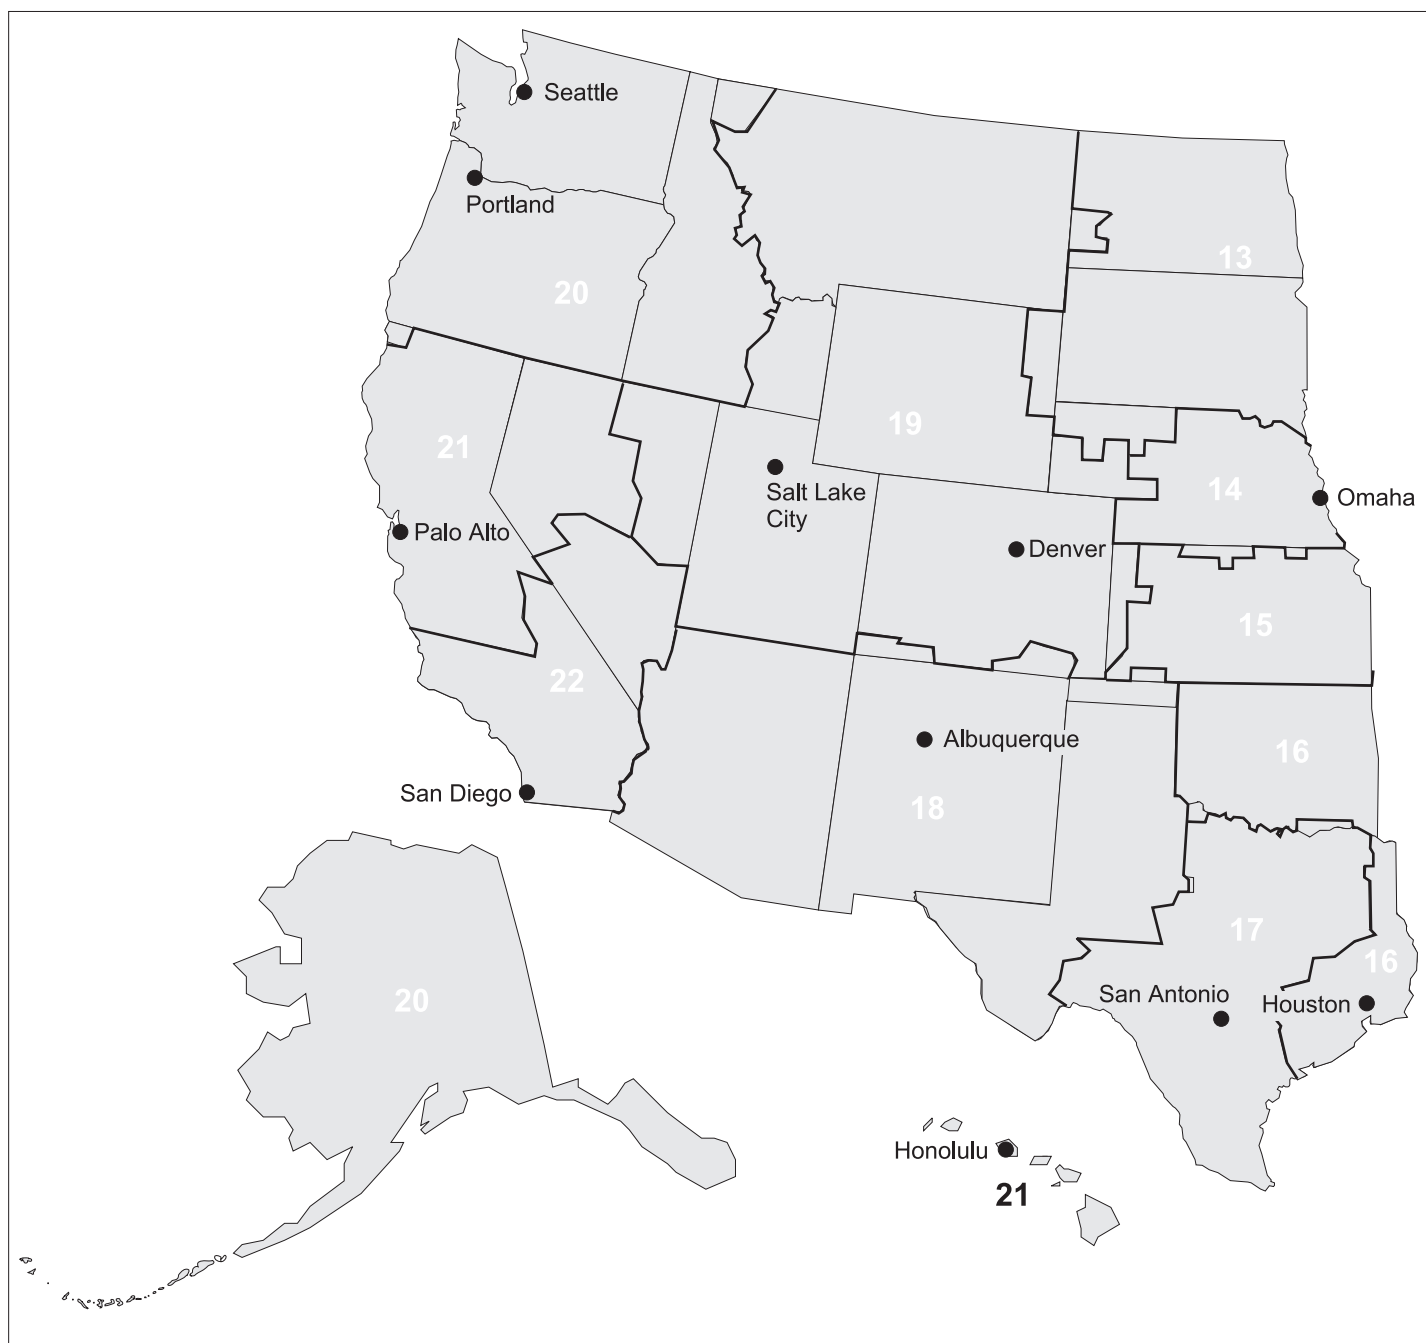 Seattle
Portland
13
20
19
21
Salt Lake
City
14
Omaha
Palo Alto
Denver
15
22
Albuquerque
16
San Diego
18
17
16
20
San Antonio
Houston
Honolulu
21